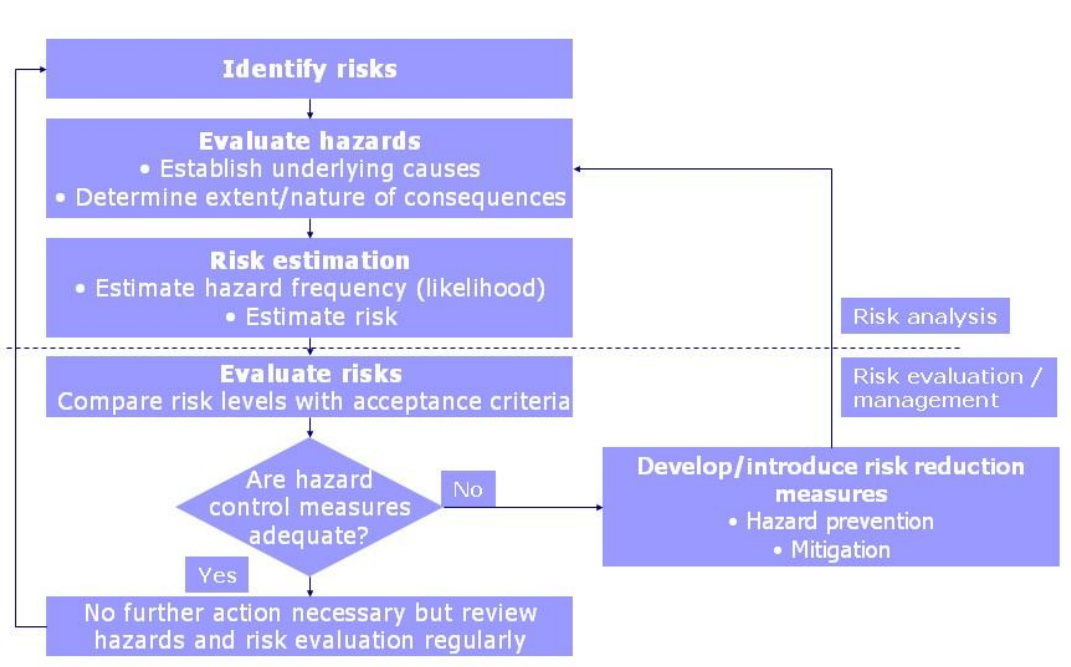 Identify risks
Evaluate hazards
• Establish underlying causes
• Determine extent/nature of consequences
Risk estimation
• Estimate hazard frequency (likelihood)
• Estimate risk
Risk analysis
Evaluate risks
Compare risk levels with acceptance criteria
Risk evaluation /
management
Are hazard
control measures
adequate?
No
Develop/introduce risk reduction
measures
• Hazard prevention
• Mitigation
Yes
No further action necessary but review
hazards and risk evaluation regularly